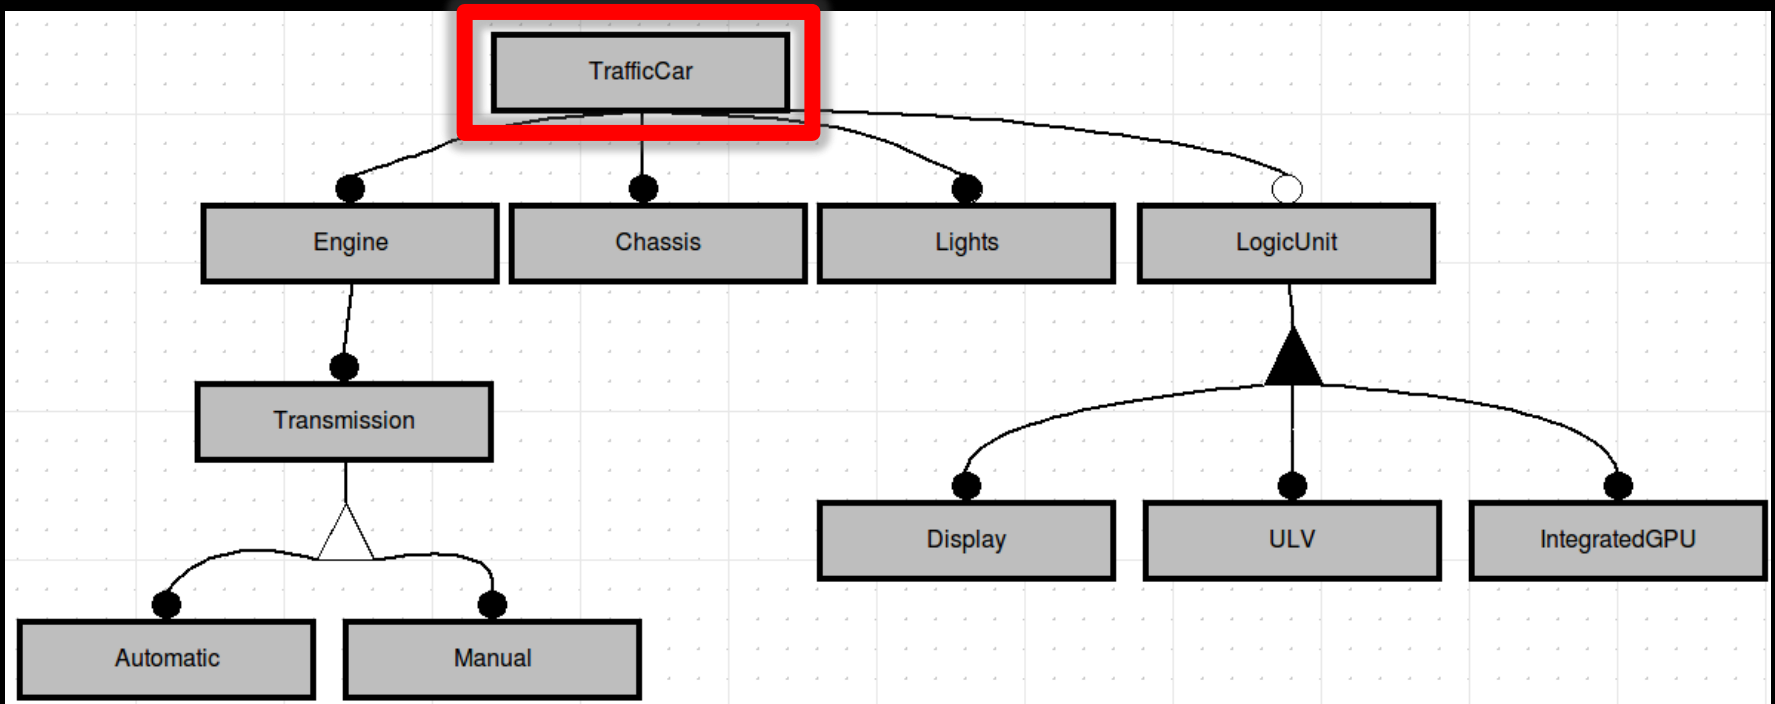 TrafficCar
Engine
Chassis
Lights
LogicUnit
Transmission
Display
ULV
IntegratedGPU
Automatic
Manual